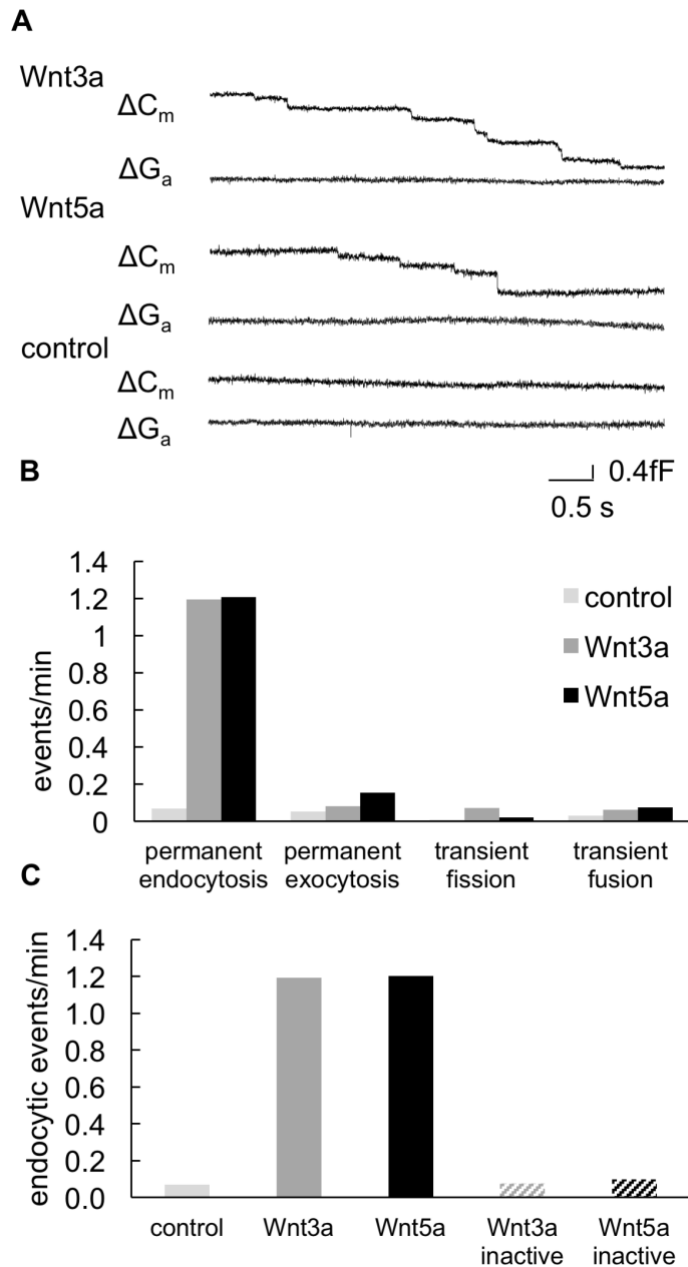 A
Wnt3a
ΔCm
ΔGa
Wnt5a
ΔCm
ΔGa
control
ΔCm
ΔGa
0.4fF
0.5 s
B
events/min
1.4
1.2
1
0.8
0.6
0.4
0.2
0
control
Wnt3a
Wnt5a
permanent
endocytosis
permanent
exocytosis
transient
fission
transient
fusion
C
endocytic events/min
1.4
1.2
1.0
0.8
0.6
0.4
0.2
0.0
control
Wnt3a
Wnt5a
Wnt3a
inactive
Wnt5a
inactive